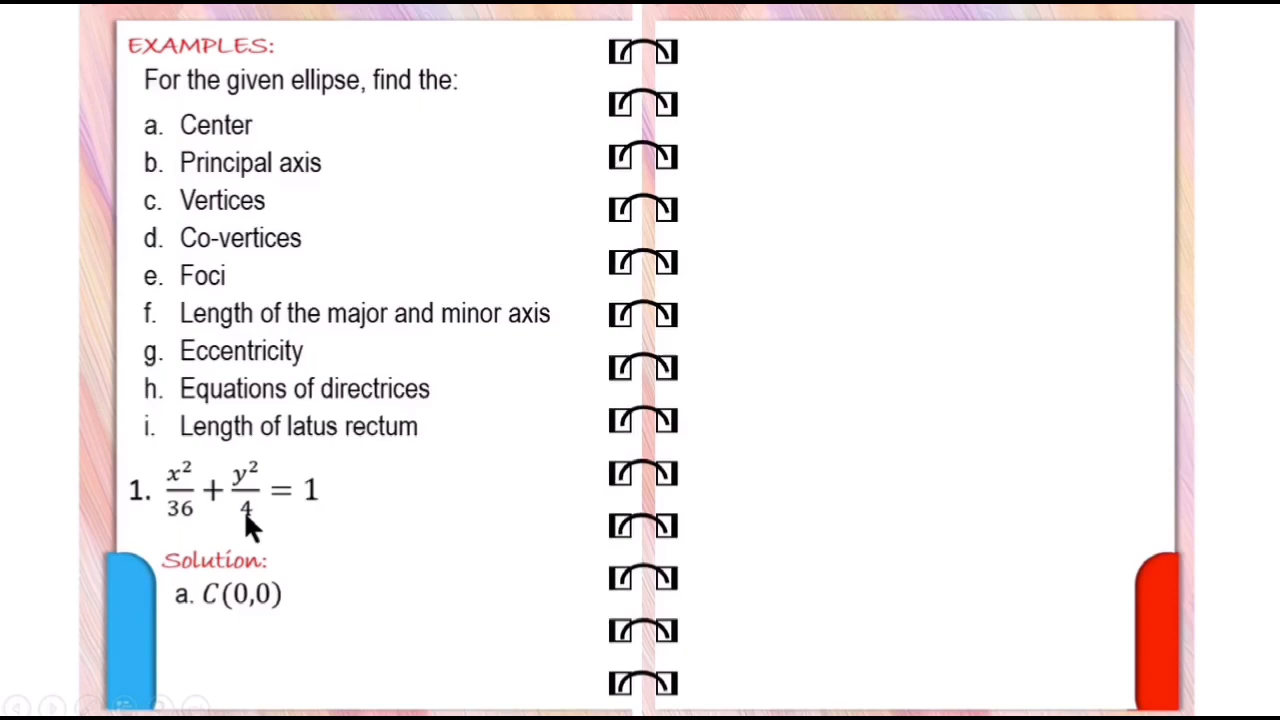 EXAMPLES:
For the given ellipse, find the:
a. Center
b. Principal axis
c. Vertices
d. Co-vertices
e. Foci
f. Length of the major and minor axis
g. Eccentricity
h. Equations of directrices
i. Length of latus rectum
1. x²/36 + y²/4 = 1
Solution:
a. C(0,0)